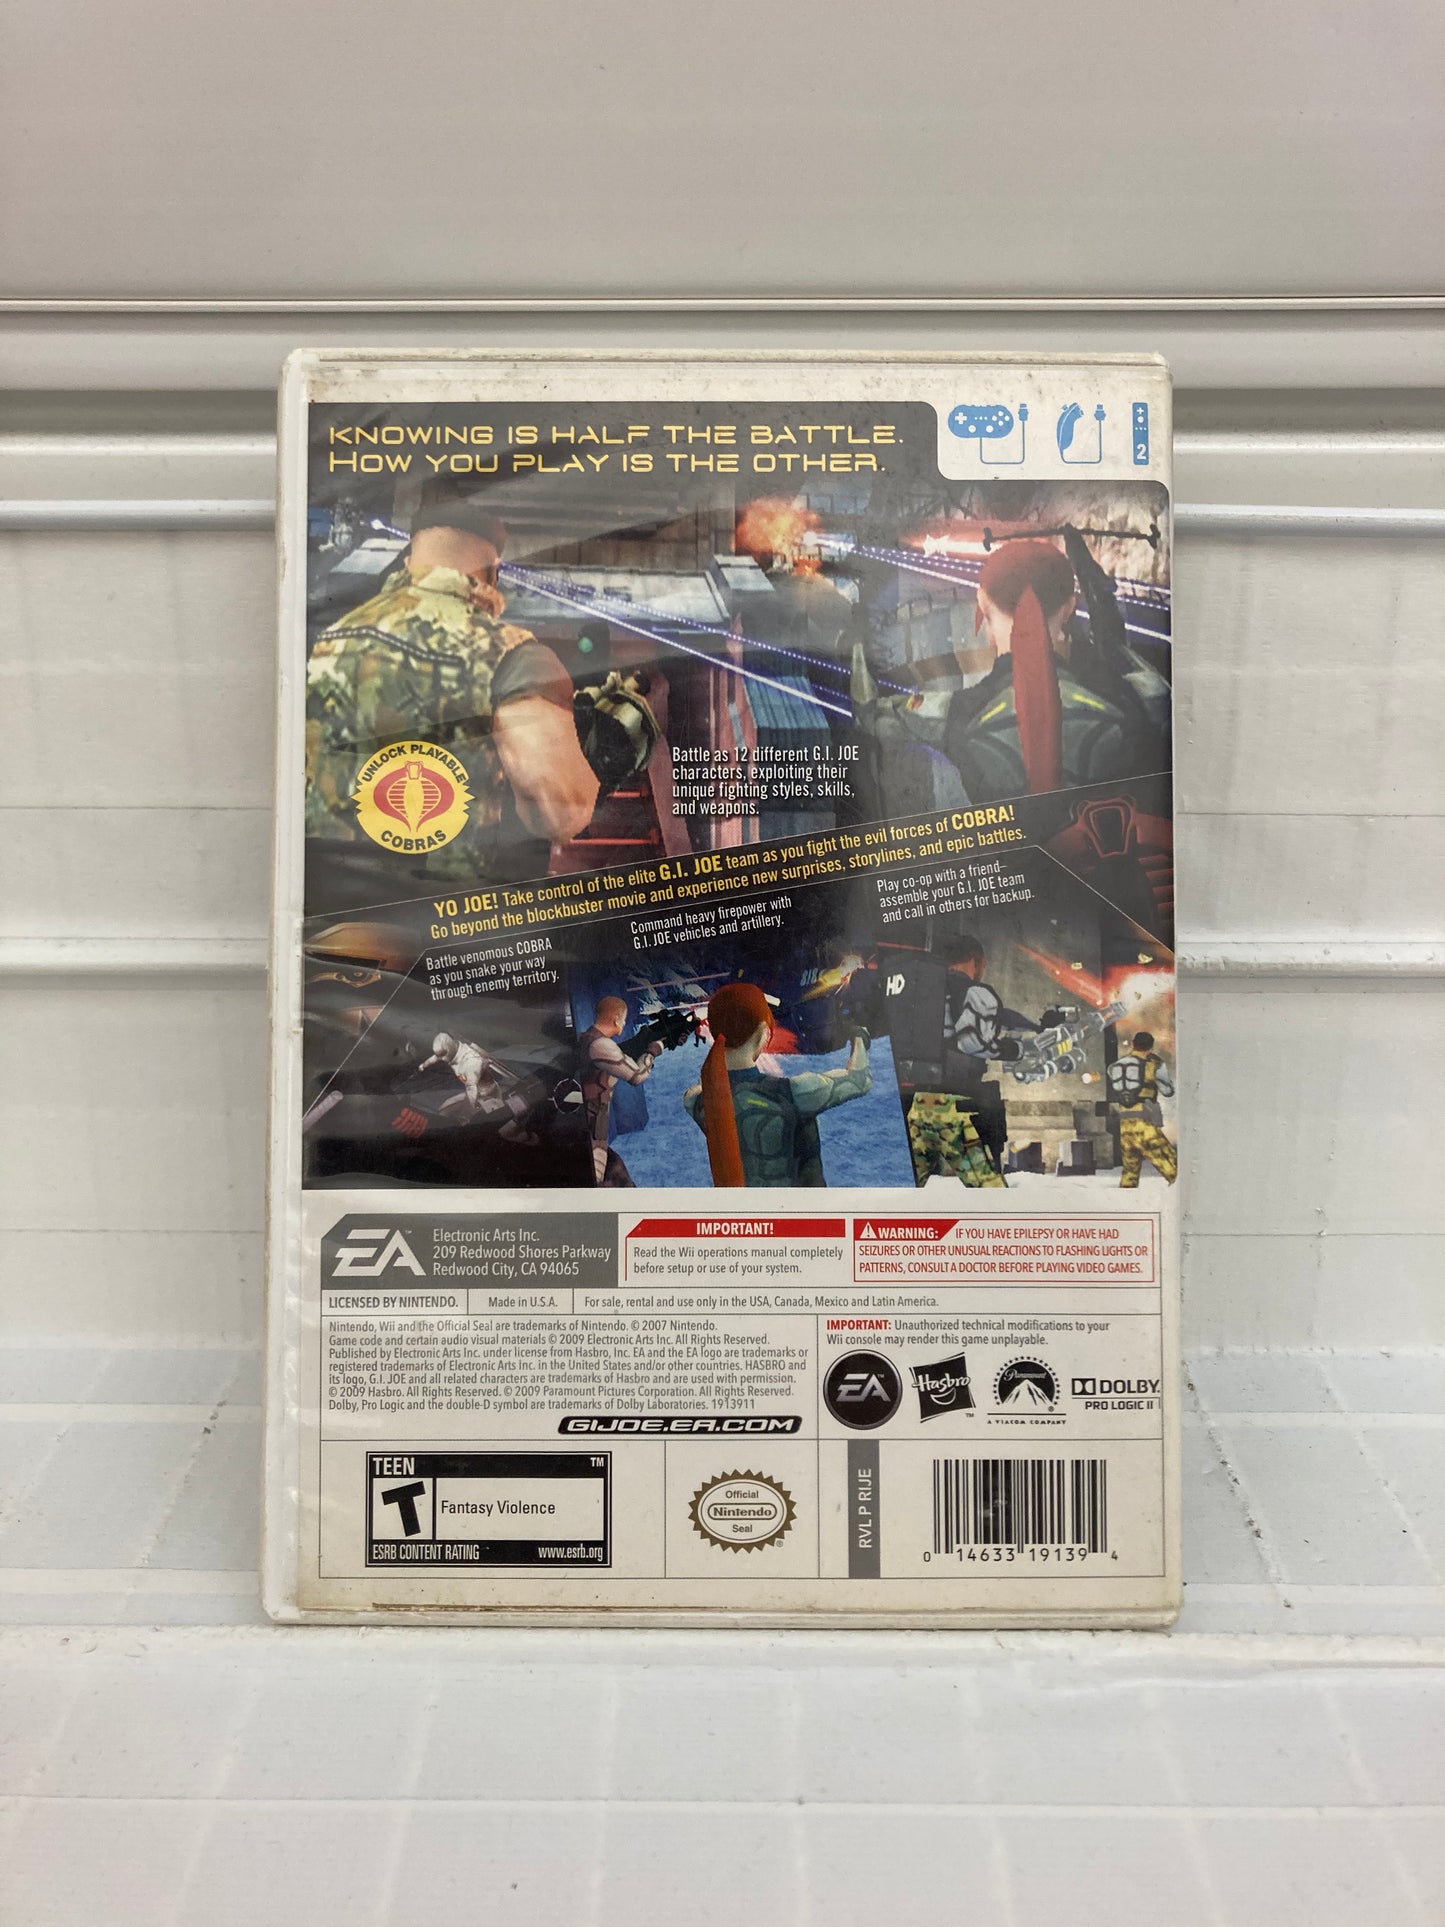 KNOWING IS HALF THE BATTLE.
HOW YOU PLAY IS THE OTHER.
2
UNLOCK PLAYABLE
COBRAS
Battle as 12 different G.I. JOE
characters, exploiting their
unique fighting styles, skills,
and weapons.
YO JOE! Take control of the elite G.I. JOE team as you fight the evil forces of COBRA!
Go beyond the blockbuster movie and experience new surprises, storylines, and epic battles.
Battle venomous COBRA
as you snake your way
through enemy territory.
Command heavy firepower with
G.I. JOE vehicles and artillery.
Play co-op with a friend–
assemble your G.I. JOE team
and call in others for backup.
HD
EA™
Electronic Arts Inc.
209 Redwood Shores Parkway
Redwood City, CA 94065
IMPORTANT!
Read the Wii operations manual completely
before setup or use of your system.
WARNING: IF YOU HAVE EPILEPSY OR HAVE HAD
SEIZURES OR OTHER UNUSUAL REACTIONS TO FLASHING LIGHTS OR
PATTERNS, CONSULT A DOCTOR BEFORE PLAYING VIDEO GAMES.
LICENSED BY NINTENDO.
Made in U.S.A.
For sale, rental and use only in the USA, Canada, Mexico and Latin America.
Nintendo, Wii and the Official Seal are trademarks of Nintendo. © 2007 Nintendo.
Game code and certain audio visual materials © 2009 Electronic Arts Inc. All Rights Reserved.
Published by Electronic Arts Inc. under license from Hasbro, Inc. EA and the EA logo are trademarks or
registered trademarks of Electronic Arts Inc. in the United States and/or other countries. HASBRO and
its logo, G.I. JOE and all related characters are trademarks of Hasbro and are used with permission.
© 2009 Hasbro. All Rights Reserved. © 2009 Paramount Pictures Corporation. All Rights Reserved.
Dolby, Pro Logic and the double-D symbol are trademarks of Dolby Laboratories. 1913911
GIJOE.EA.COM
IMPORTANT: Unauthorized technical modifications to your
Wii console may render this game unplayable.
EA™
Hasbro™
Paramount
A VIACOM COMPANY
DOLBY
PRO LOGIC II
TEEN ™
T
Fantasy Violence
ESRB CONTENT RATING www.esrb.org
Official
Nintendo
Seal ®
RVL P RIJE
0 14633 19139 4